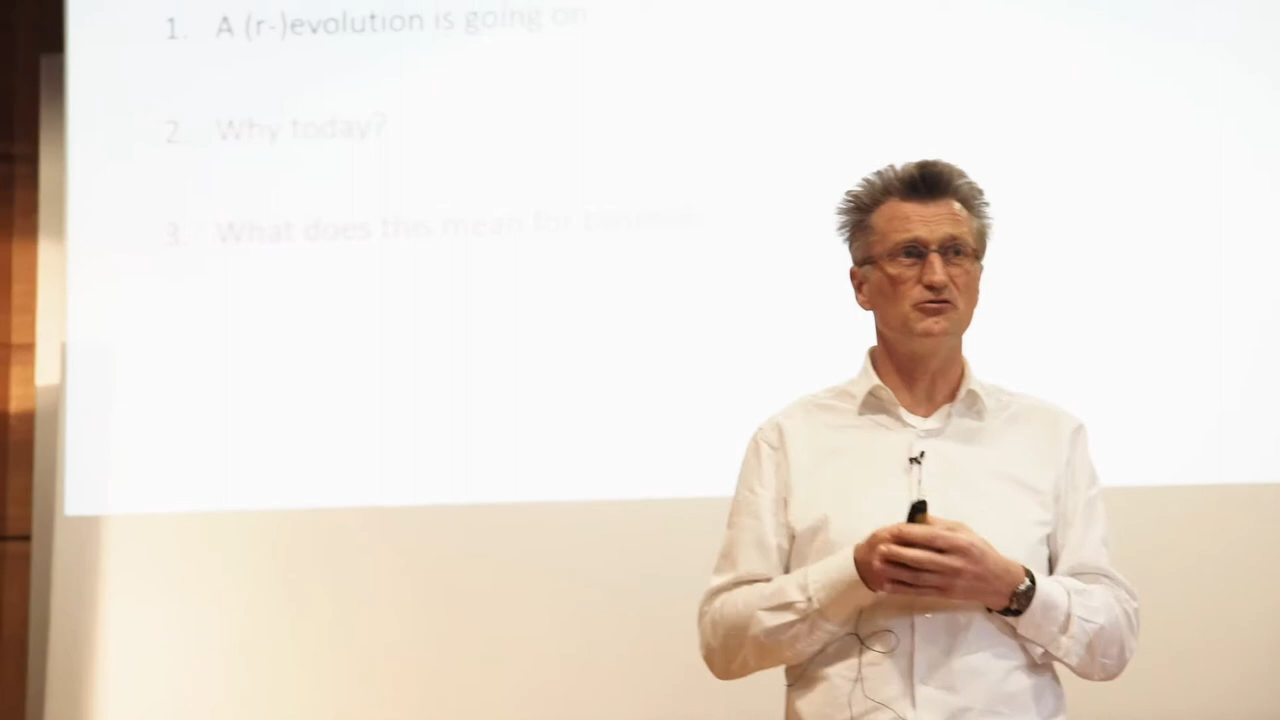 1. A (r-)evolution is going on
2. Why today?
3. What does this mean for